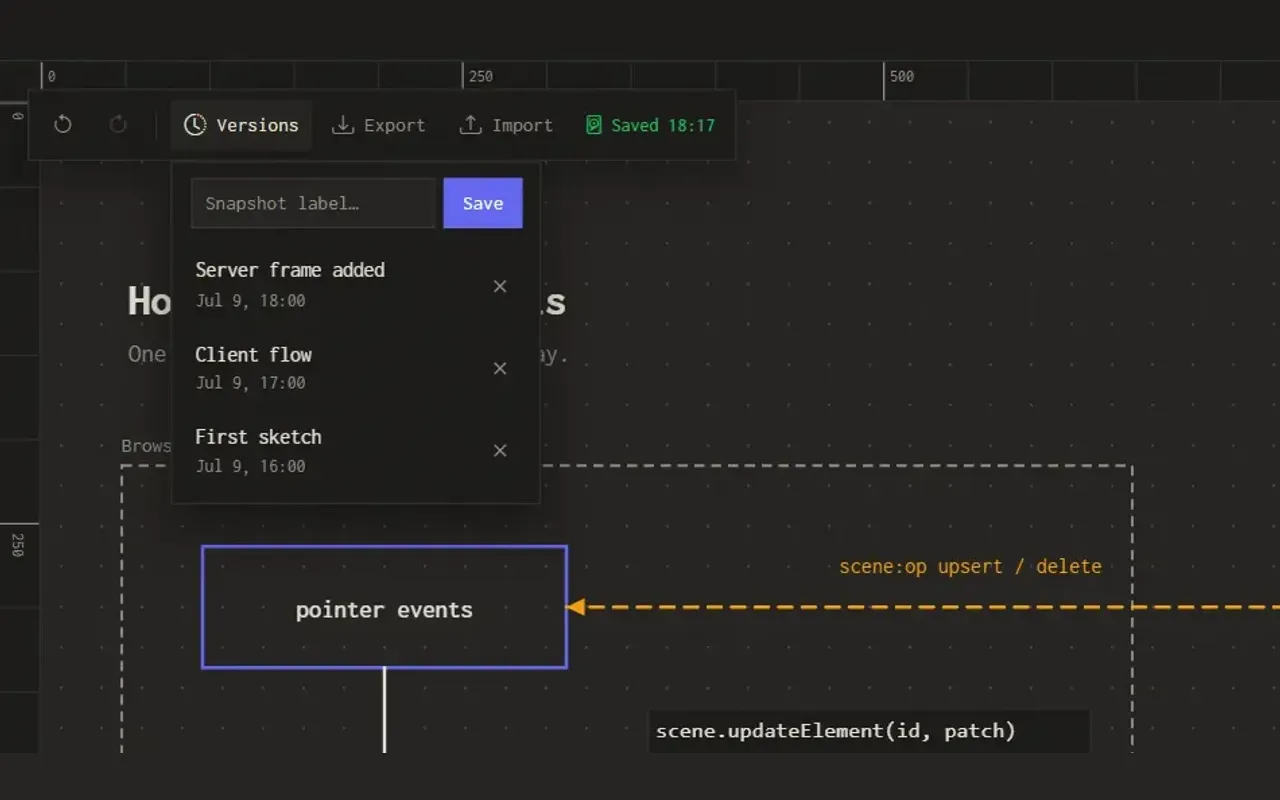 0 250 500
0
Versions Export Import Saved 18:17
Snapshot label… Save
Server frame added
Jul 9, 18:00
Client flow
Jul 9, 17:00
First sketch
Jul 9, 16:00
One
250
scene:op upsert / delete
pointer events
scene.updateElement(id, patch)